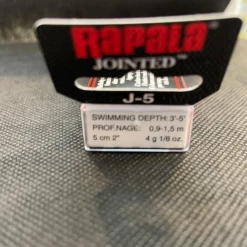 Rapala
JOINTED™
J-5
SWIMMING DEPTH: 3'-5'
PROF.NAGE: 0,9-1,5 m
5 cm 2" 4 g 1/8 oz.